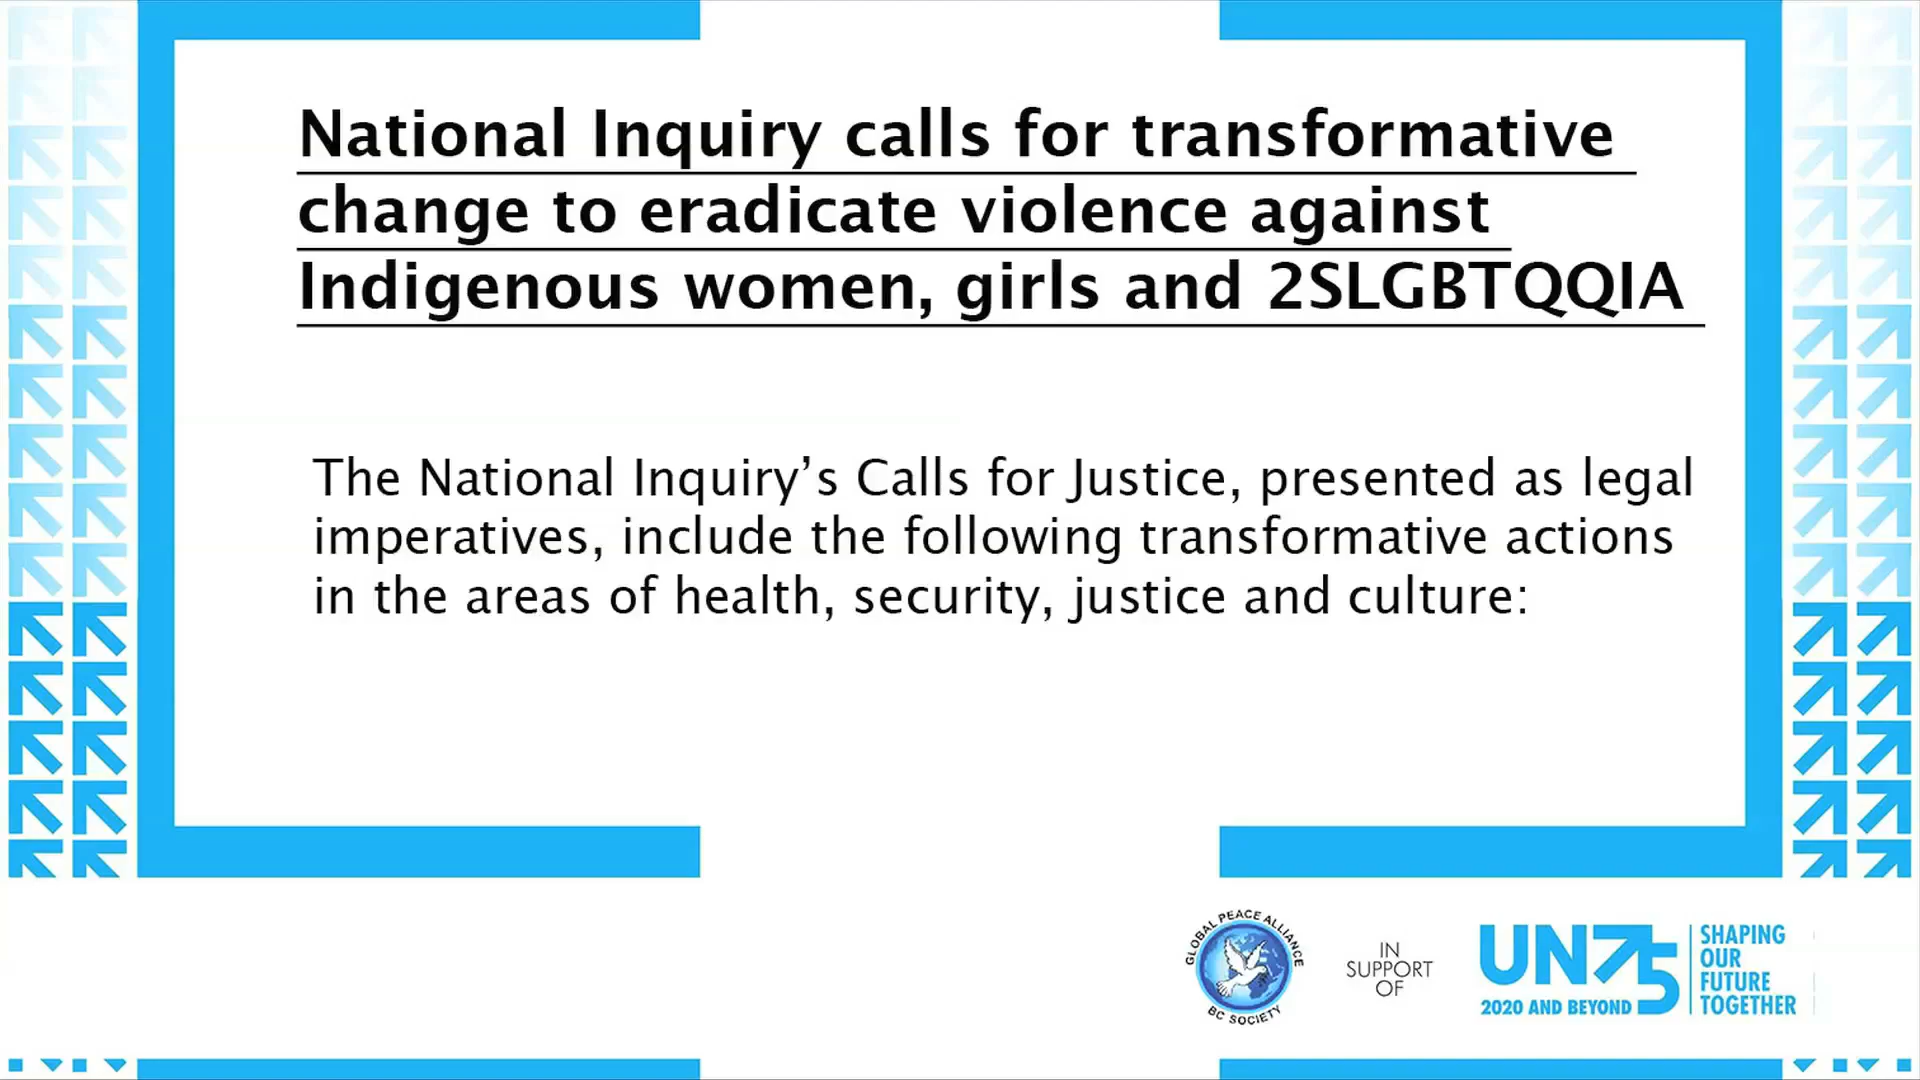 National Inquiry calls for transformative
change to eradicate violence against
Indigenous women, girls and 2SLGBTQQIA
The National Inquiry’s Calls for Justice, presented as legal
imperatives, include the following transformative actions
in the areas of health, security, justice and culture:
GLOBAL PEACE ALLIANCE
BC SOCIETY
IN
SUPPORT
OF
UN75
2020 AND BEYOND
SHAPING
OUR
FUTURE
TOGETHER